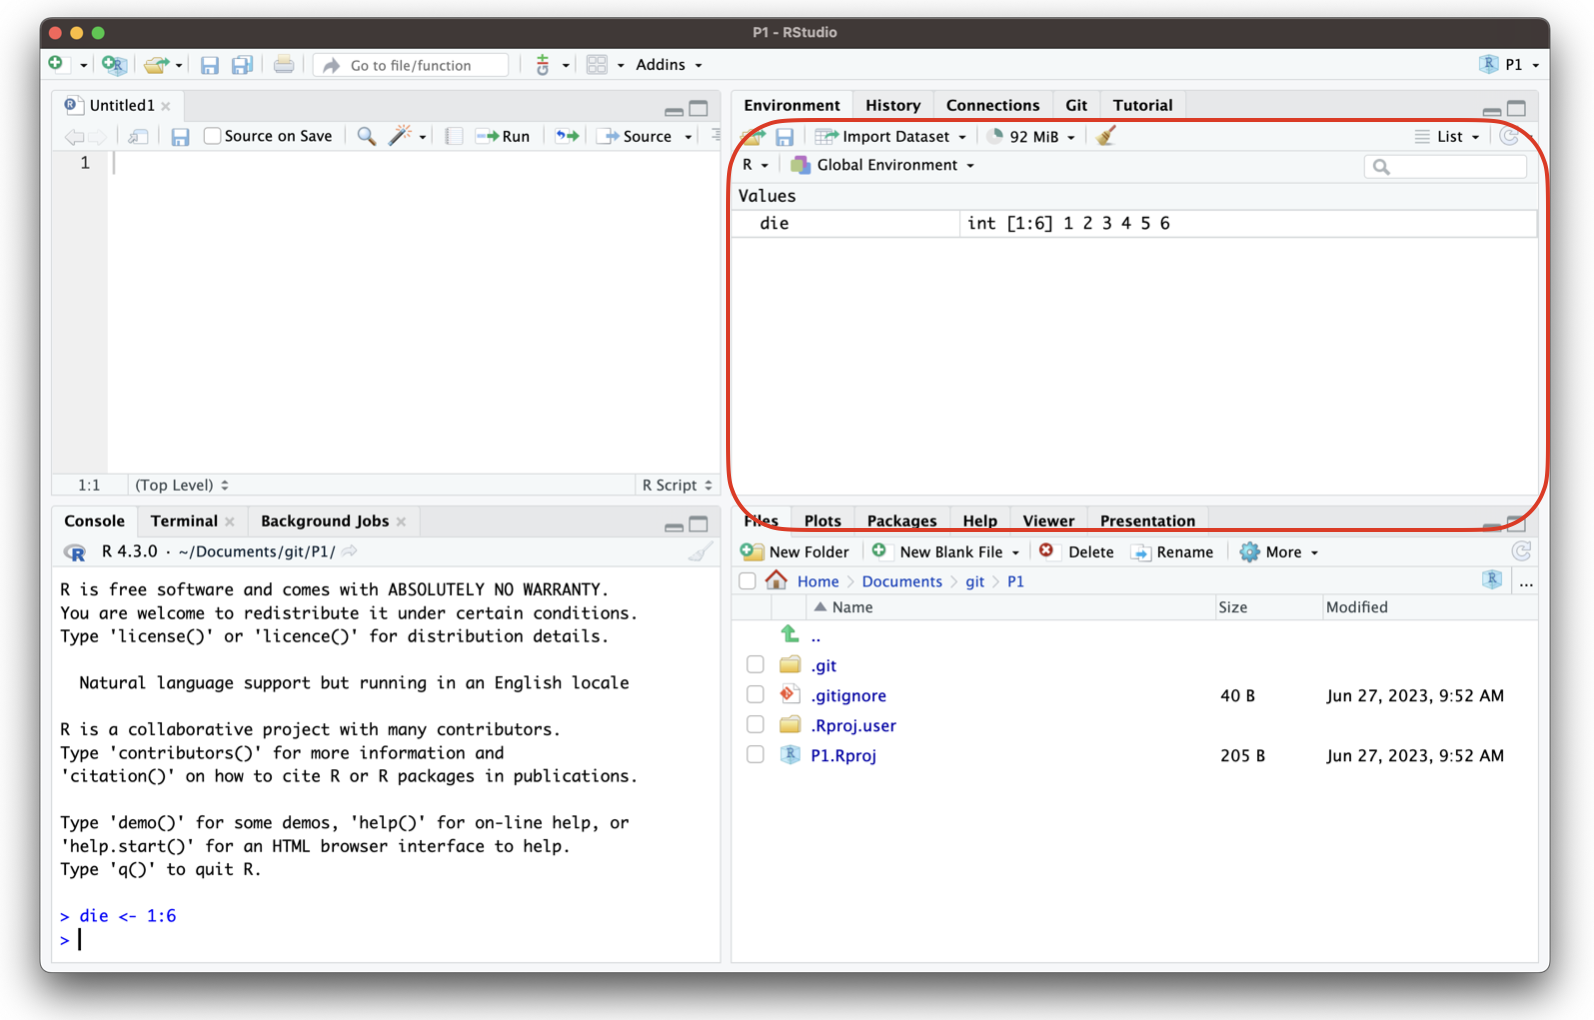 P1 - RStudio
Go to file/function
Addins
P1
Untitled1
Source on Save
Run
Source
1
1:1
(Top Level)
R Script
Environment History Connections Git Tutorial
Import Dataset
92 MiB
List
R
Global Environment
Values
die int [1:6] 1 2 3 4 5 6
Console Terminal Background Jobs
R 4.3.0 · ~/Documents/git/P1/
R is free software and comes with ABSOLUTELY NO WARRANTY.
You are welcome to redistribute it under certain conditions.
Type 'license()' or 'licence()' for distribution details.
Natural language support but running in an English locale
R is a collaborative project with many contributors.
Type 'contributors()' for more information and
'citation()' on how to cite R or R packages in publications.
Type 'demo()' for some demos, 'help()' for on-line help, or
'help.start()' for an HTML browser interface to help.
Type 'q()' to quit R.
> die <- 1:6
>
Files Plots Packages Help Viewer Presentation
New Folder New Blank File Delete Rename More
Home Documents git P1
...
Name Size Modified
..
.git
.gitignore 40 B Jun 27, 2023, 9:52 AM
.Rproj.user
P1.Rproj 205 B Jun 27, 2023, 9:52 AM